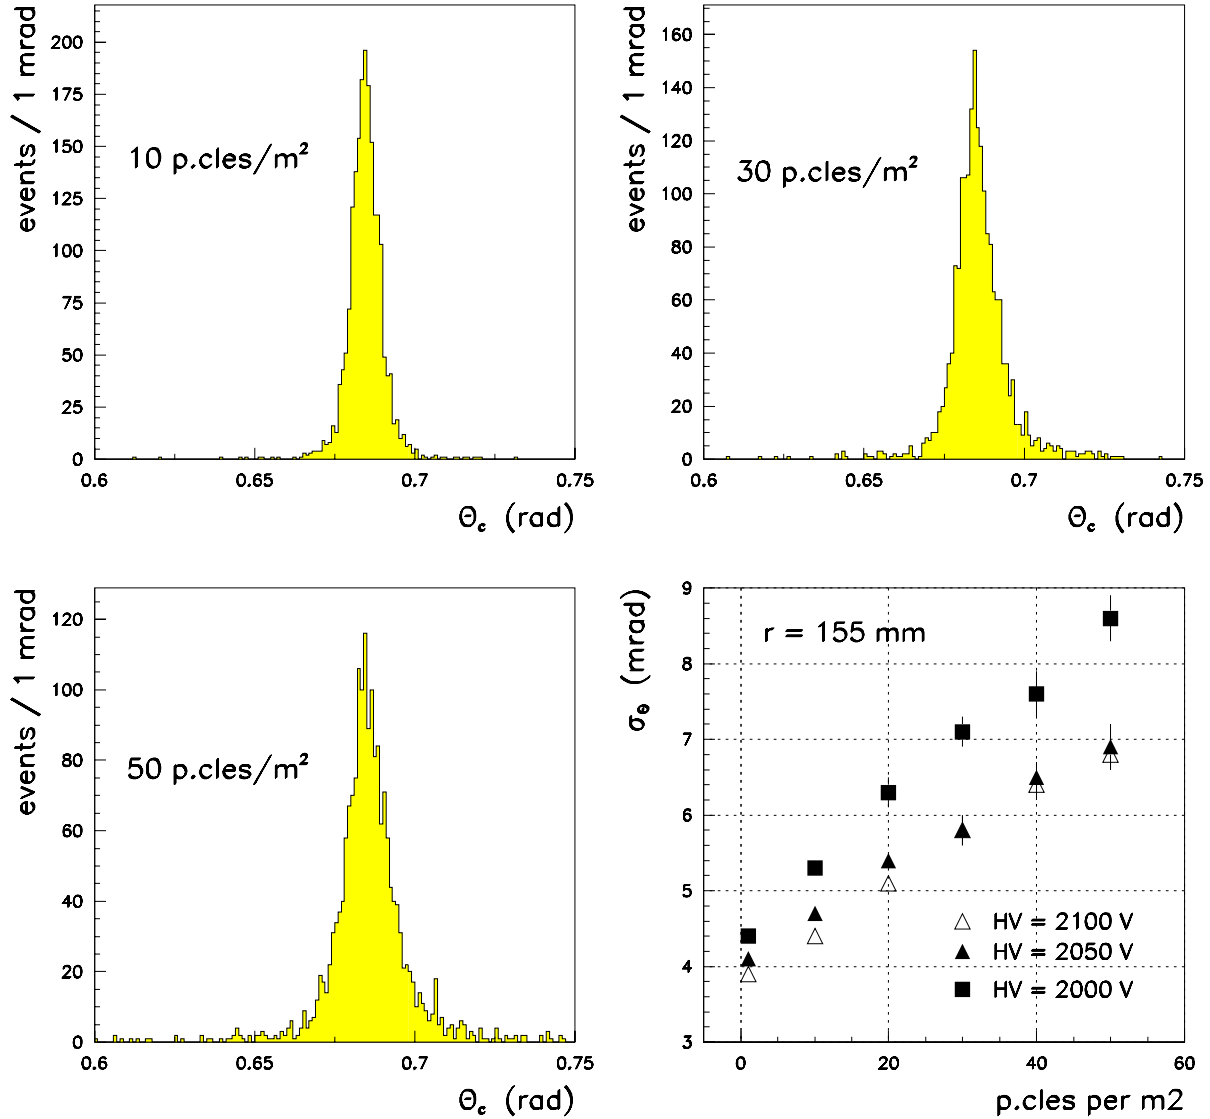 events / 1 mrad
200
175
150
125
100
75
50
25
0
10 p.cles/m²
0.6 0.65 0.7 0.75
Θc (rad)
events / 1 mrad
160
140
120
100
80
60
40
20
0
30 p.cles/m²
0.6 0.65 0.7 0.75
Θc (rad)
events / 1 mrad
120
100
80
60
40
20
0
50 p.cles/m²
0.6 0.65 0.7 0.75
Θc (rad)
σθ (mrad)
9
8
7
6
5
4
3
r = 155 mm
HV = 2100 V
HV = 2050 V
HV = 2000 V
0 20 40 60
p.cles per m2